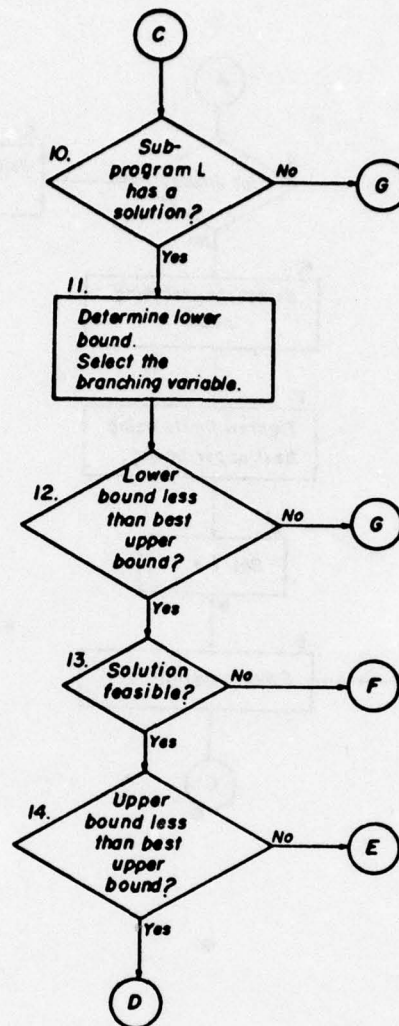 C
10.
Sub-
program L
has a
solution?
No
G
Yes
11.
Determine lower
bound.
Select the
branching variable.
12.
Lower
bound less
than best
upper
bound?
No
G
Yes
13.
Solution
feasible?
No
F
Yes
14.
Upper
bound less
than best
upper
bound?
No
E
Yes
D